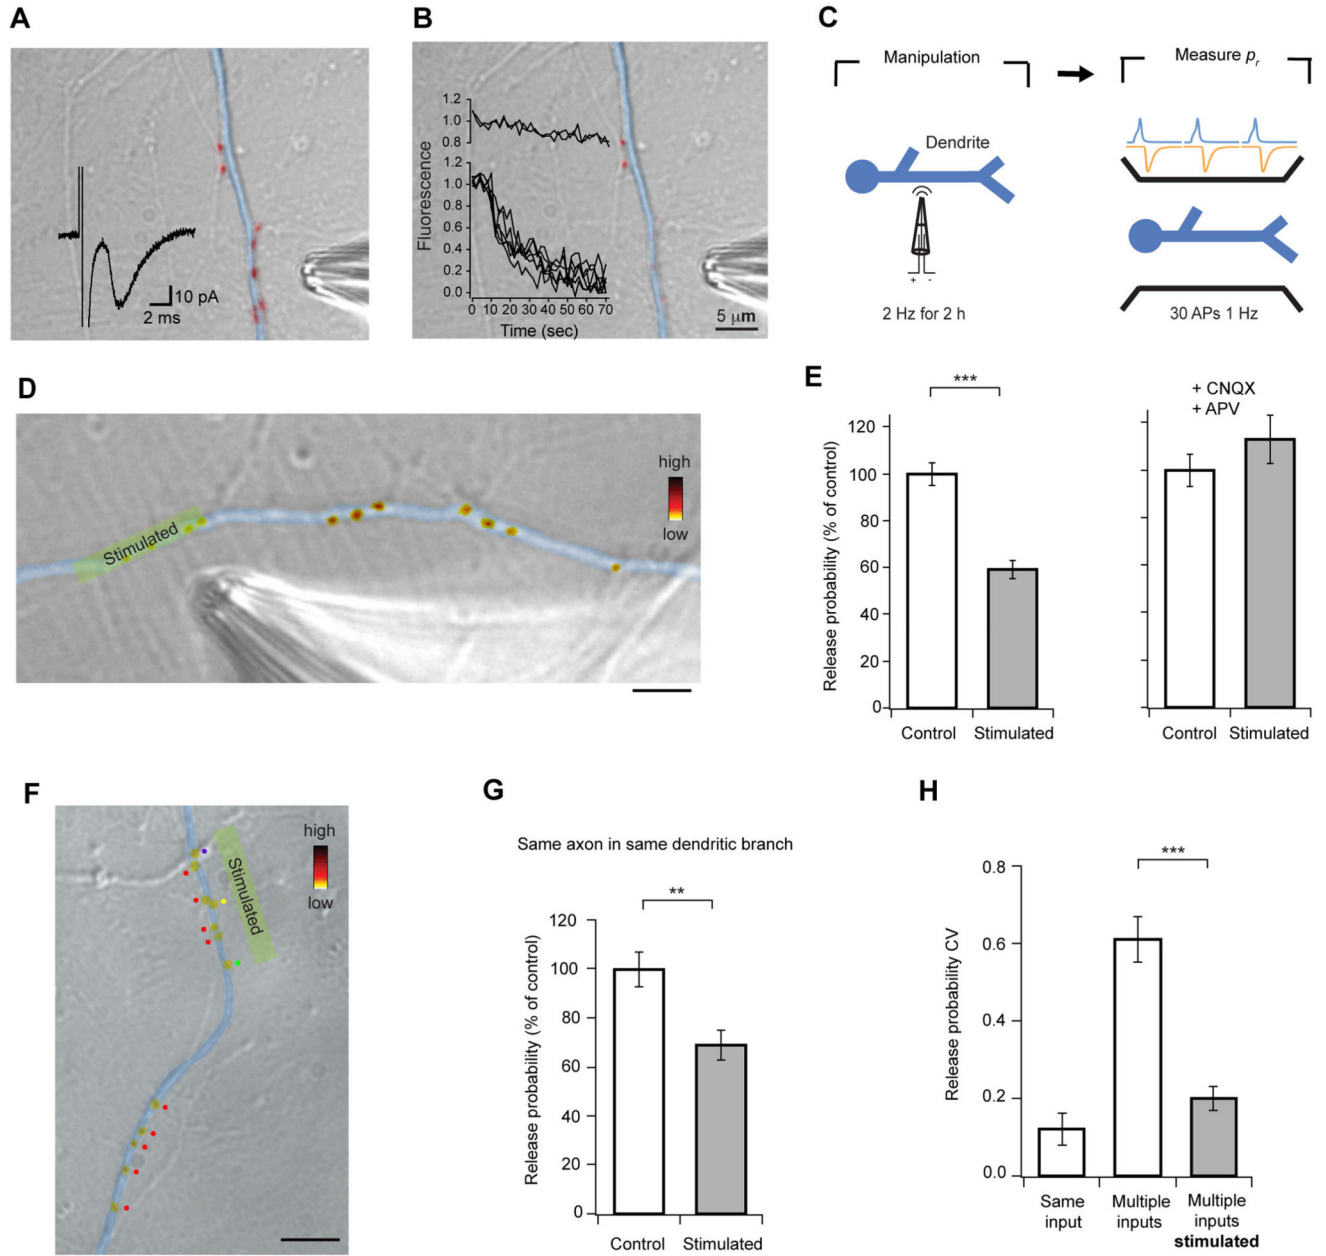 A
10 pA
2 ms
B
1.2
1.0
0.8
1.2
1.0
0.8
0.6
0.4
0.2
0.0
Fluorescence
0 10 20 30 40 50 60 70
Time (sec)
5 μm
C
Manipulation
Measure pr
Dendrite
+ -
2 Hz for 2 h
30 APs 1 Hz
D
Stimulated
high
low
E
***
Release probability (% of control)
120
100
80
60
40
20
0
Control Stimulated
+ CNQX
+ APV
Control Stimulated
F
Stimulated
high
low
G
Same axon in same dendritic branch
**
Release probability (% of control)
120
100
80
60
40
20
0
Control Stimulated
H
***
Release probability CV
0.8
0.6
0.4
0.2
0.0
Same
input
Multiple
inputs
Multiple
inputs
stimulated